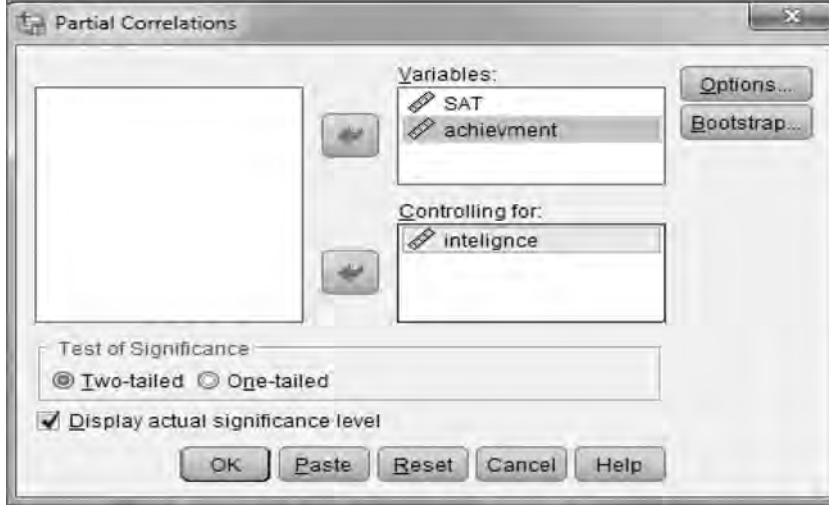 Partial Correlations
Variables:
SAT
achievment
Options...
Bootstrap...
Controlling for:
intelignce
Test of Significance
Two-tailed One-tailed
Display actual significance level
OK Paste Reset Cancel Help